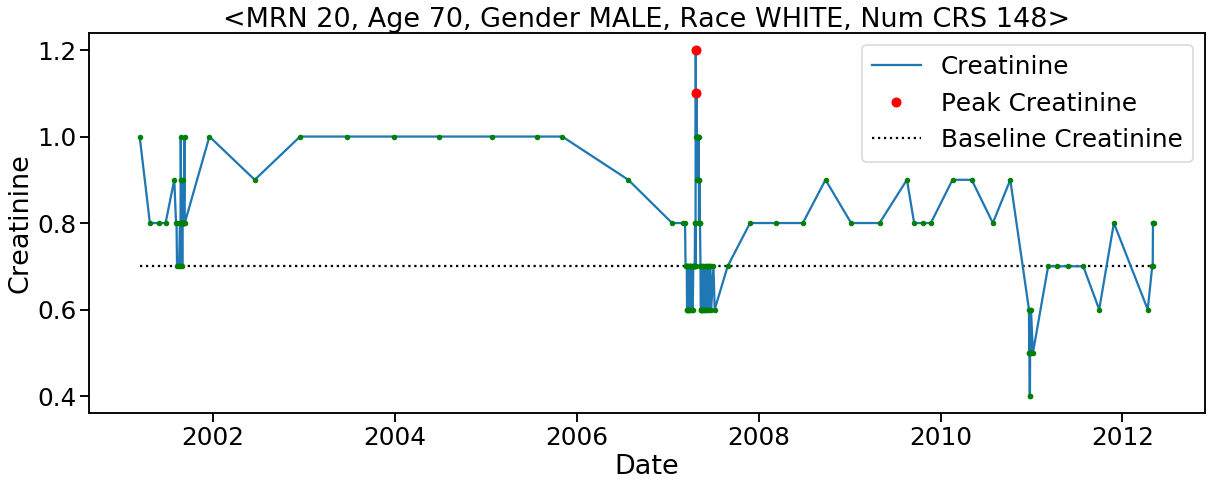 <MRN 20, Age 70, Gender MALE, Race WHITE, Num CRS 148>
Creatinine
Peak Creatinine
Baseline Creatinine
1.2
1.0
0.8
0.6
0.4
Creatinine
2002 2004 2006 2008 2010 2012
Date